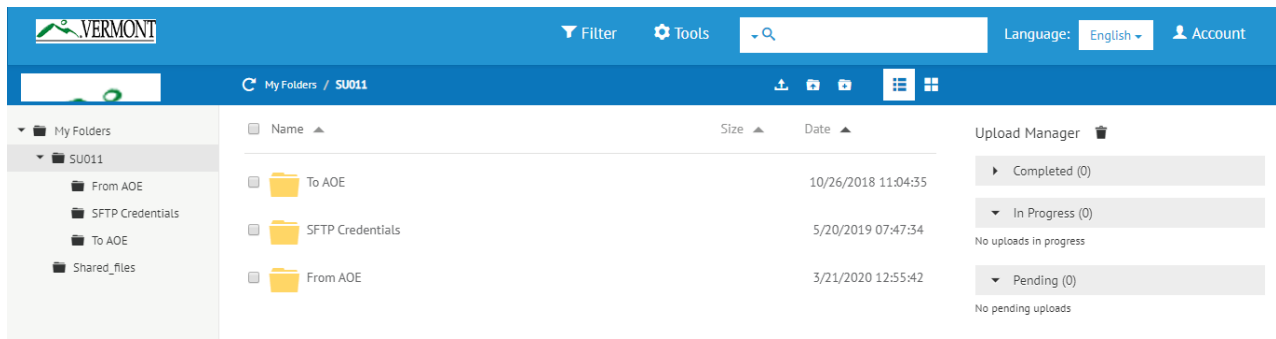 VERMONT
Filter
Tools
Language:
English
Account
My Folders / SU011
My Folders
SU011
From AOE
SFTP Credentials
To AOE
Shared_files
Name
Size
Date
To AOE
10/26/2018 11:04:35
SFTP Credentials
5/20/2019 07:47:34
From AOE
3/21/2020 12:55:42
Upload Manager
Completed (0)
In Progress (0)
No uploads in progress
Pending (0)
No pending uploads